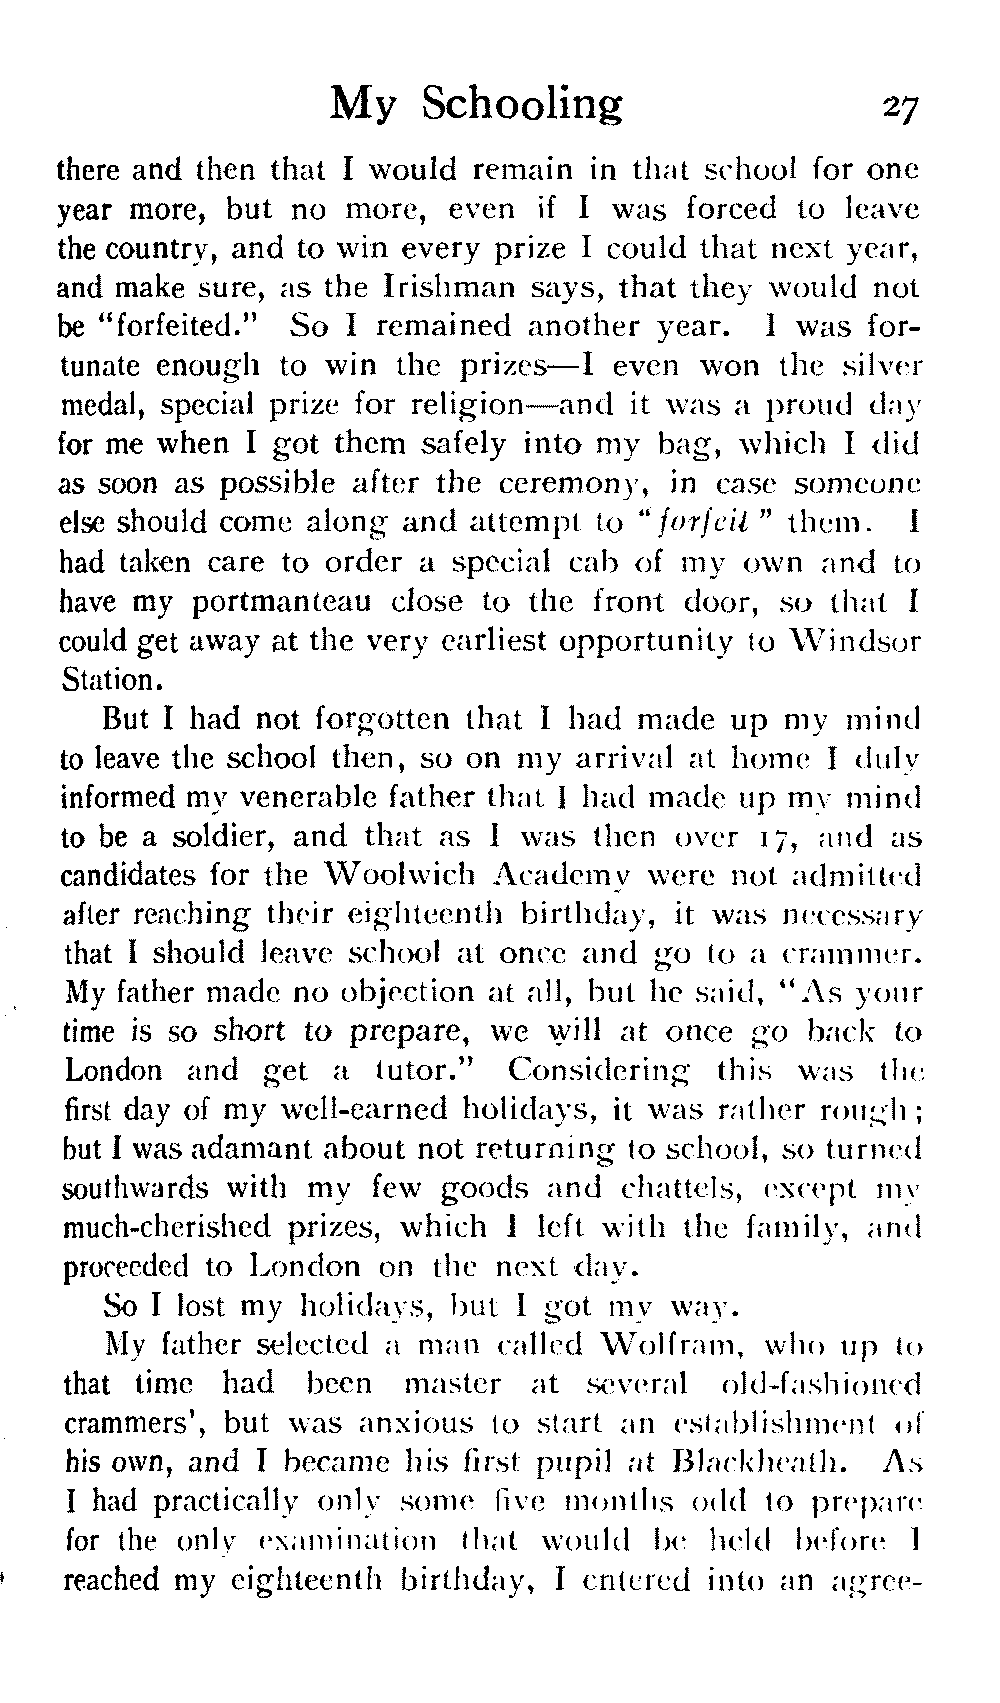 My Schooling 27
there and then that I would remain in that school for one
year more, but no more, even if I was forced to leave
the country, and to win every prize I could that next year,
and make sure, as the Irishman says, that they would not
be "forfeited." So I remained another year. I was for-
tunate enough to win the prizes—I even won the silver
medal, special prize for religion—and it was a proud day
for me when I got them safely into my bag, which I did
as soon as possible after the ceremony, in case someone
else should come along and attempt to "forfeit" them. I
had taken care to order a special cab of my own and to
have my portmanteau close to the front door, so that I
could get away at the very earliest opportunity to Windsor
Station.
But I had not forgotten that I had made up my mind
to leave the school then, so on my arrival at home I duly
informed my venerable father that I had made up my mind
to be a soldier, and that as I was then over 17, and as
candidates for the Woolwich Academy were not admitted
after reaching their eighteenth birthday, it was necessary
that I should leave school at once and go to a crammer.
My father made no objection at all, but he said, "As your
time is so short to prepare, we will at once go back to
London and get a tutor." Considering this was the
first day of my well-earned holidays, it was rather rough;
but I was adamant about not returning to school, so turned
southwards with my few goods and chattels, except my
much-cherished prizes, which I left with the family, and
proceeded to London on the next day.
So I lost my holidays, but I got my way.
My father selected a man called Wolfram, who up to
that time had been master at several old-fashioned
crammers', but was anxious to start an establishment of
his own, and I became his first pupil at Blackheath. As
I had practically only some five months odd to prepare
for the only examination that would be held before I
reached my eighteenth birthday, I entered into an agree-